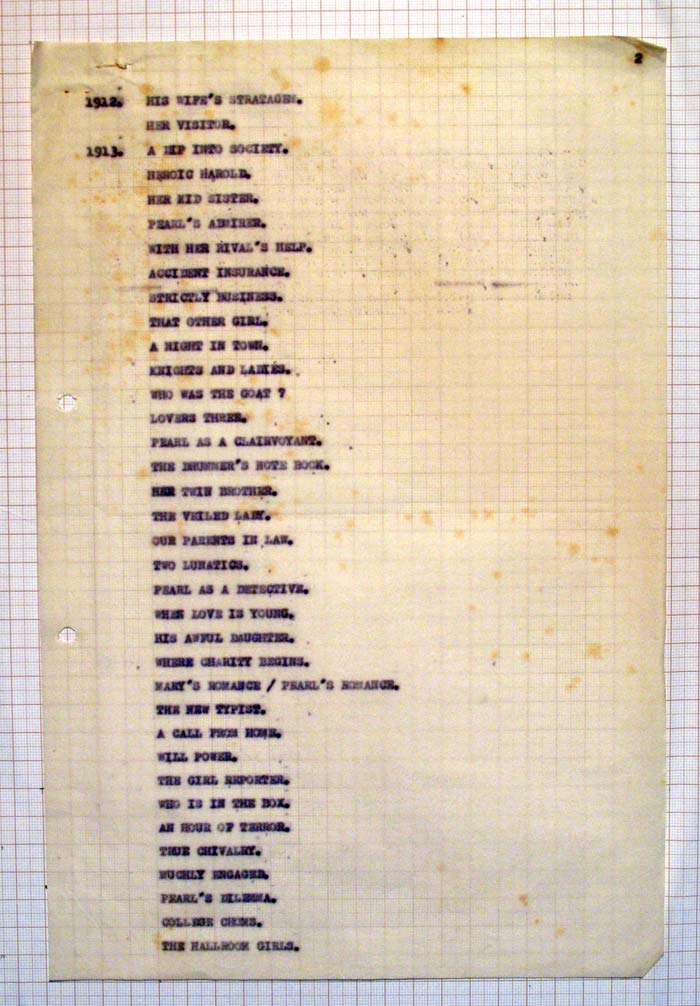 2
1912. HIS WIFE'S STRATAGEM.
HER VISITOR.
1913. A DIP INTO SOCIETY.
HEROIC HAROLD.
HER KID SISTER.
PEARL'S ADMIRER.
WITH HER RIVAL'S HELP.
ACCIDENT INSURANCE.
STRICTLY BUSINESS.
THAT OTHER GIRL.
A NIGHT IN TOWN.
KNIGHTS AND LADIES.
WHO WAS THE GOAT ?
LOVERS THREE.
PEARL AS A CLAIRVOYANT.
THE DRUMMER'S NOTE BOOK.
HER TWIN BROTHER.
THE VEILED LADY.
OUR PARENTS IN LAW.
TWO LUNATICS.
PEARL AS A DETECTIVE.
WHEN LOVE IS YOUNG.
HIS AWFUL DAUGHTER.
WHERE CHARITY BEGINS.
MARY'S ROMANCE / PEARL'S ROMANCE.
THE NEW TYPIST.
A CALL FROM HOME.
WILL POWER.
THE GIRL REPORTER.
WHO IS IN THE BOX.
AN HOUR OF TERROR.
TRUE CHIVALRY.
MUCHLY ENGAGED.
PEARL'S DILEMMA.
COLLEGE CHUMS.
THE HALLROOM GIRLS.